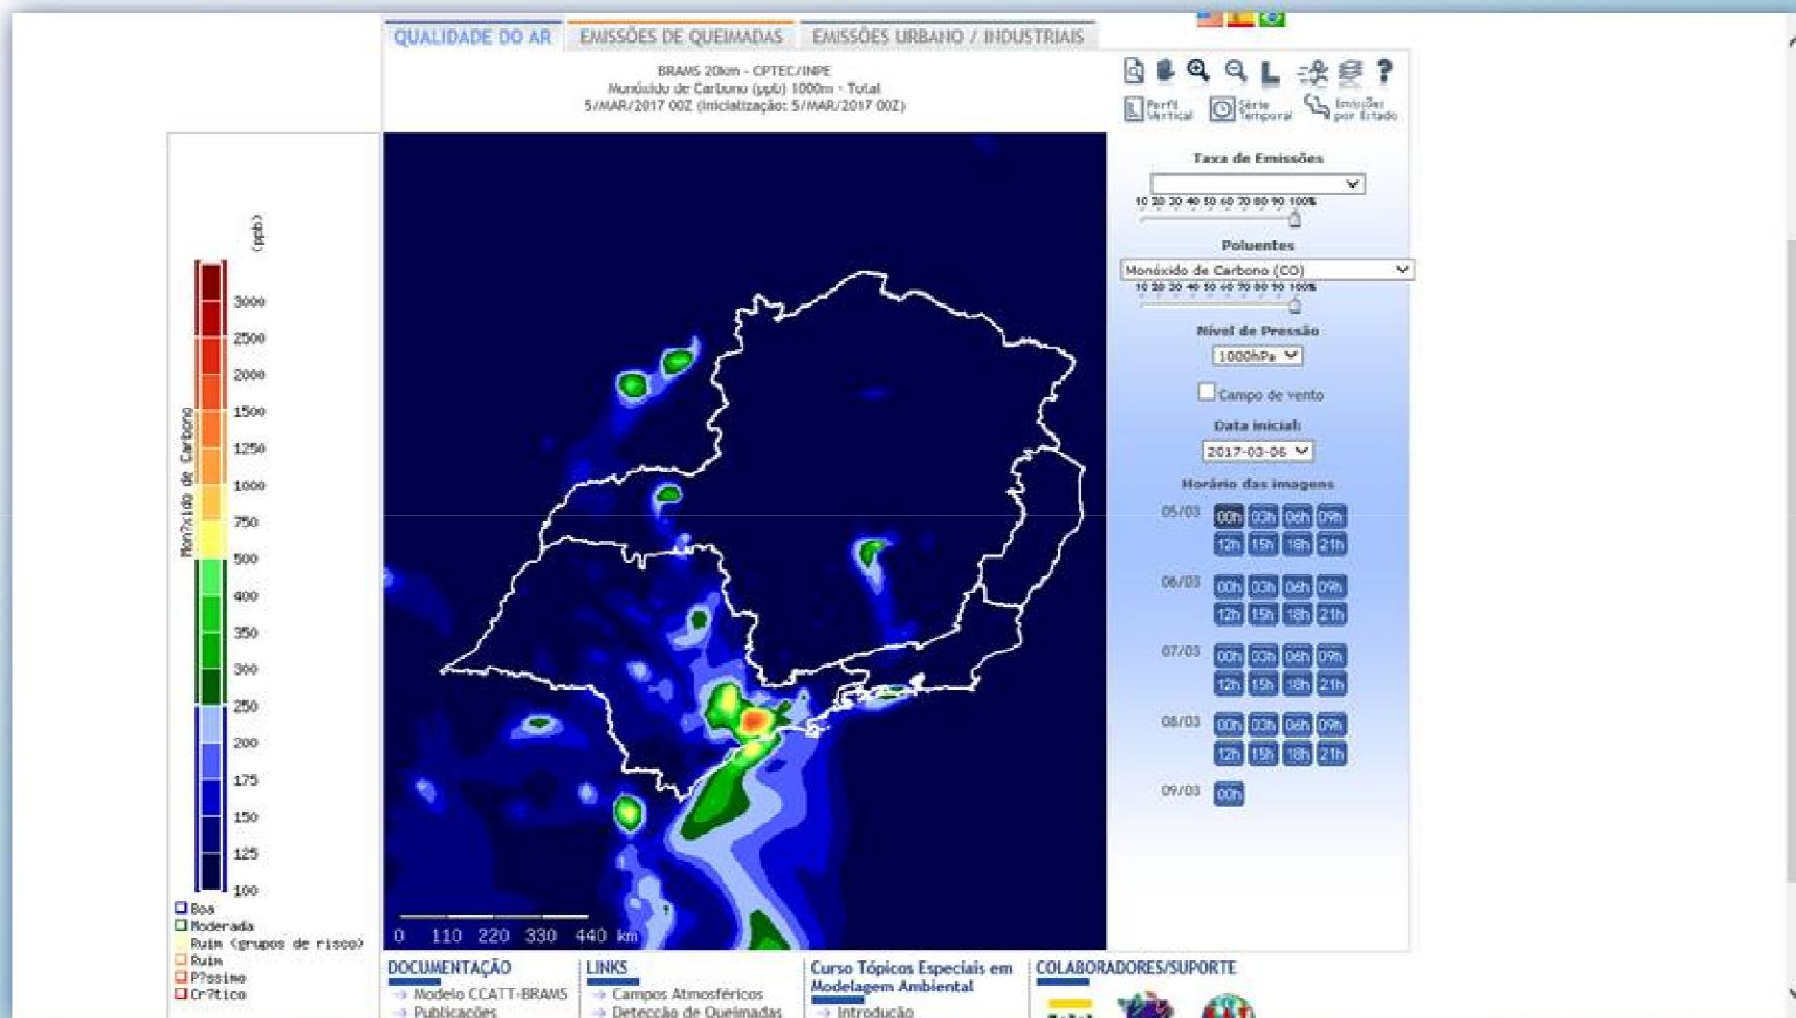 QUALIDADE DO AR
EMISSÕES DE QUEIMADAS
EMISSÕES URBANO / INDUSTRIAIS
BRAMS 20km - CPTEC/INPE
Monóxido de Carbono (ppb) 1000m - Total
5/MAR/2017 00Z (Inicialização: 5/MAR/2017 00Z)
Perfil Vertical
Série Temporal
Emissões por Estado
(ppb)
Mon?xido de Carbono
3000
2500
2000
1500
1250
1000
750
500
400
350
300
250
200
175
150
125
100
Boa
Moderada
Ruim (grupos de risco)
Ruim
P?ssimo
Cr?tico
0 110 220 330 440 km
Taxa de Emissões
10 20 30 40 50 60 70 80 90 100%
Poluentes
Monóxido de Carbono (CO)
10 20 30 40 50 60 70 80 90 100%
Nível de Pressão
1000hPa
Campo de vento
Data inicial:
2017-03-06
Horário das imagens
05/03 00h 03h 06h 09h
12h 15h 18h 21h
06/03 00h 03h 06h 09h
12h 15h 18h 21h
07/03 00h 03h 06h 09h
12h 15h 18h 21h
08/03 00h 03h 06h 09h
12h 15h 18h 21h
09/03 00h
DOCUMENTAÇÃO
Modelo CCATT-BRAMS
Publicações
LINKS
Campos Atmosféricos
Detecção de Queimadas
Curso Tópicos Especiais em
Modelagem Ambiental
Introdução
COLABORADORES/SUPORTE